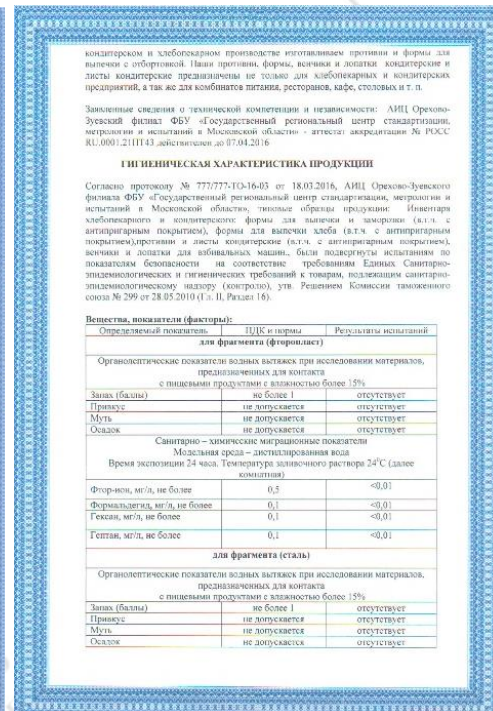 кондитерском и хлебопекарном производстве изготавливаем противни и формы для
выпечки с отбортовкой. Наши противни, формы, венчики и лопатки кондитерские и
листы кондитерские предназначены не только для хлебопекарных и кондитерских
предприятий, а так же для комбинатов питания, ресторанов, кафе, столовых и т. п.
Заявленные сведения о технической компетенции и независимости: АИЦ Орехово-
Зуевский филиал ФБУ «Государственный региональный центр стандартизации,
метрологии и испытаний в Московской области» - аттестат аккредитации № РОСС
RU.0001.21ПТ43 действителен до 07.04.2016
ГИГИЕНИЧЕСКАЯ ХАРАКТЕРИСТИКА ПРОДУКЦИИ
Согласно протоколу № 777/777-ТО-16-03 от 18.03.2016, АИЦ Орехово-Зуевского
филиала ФБУ «Государственный региональный центр стандартизации, метрологии и
испытаний в Московской области», типовые образцы продукции: Инвентарь
хлебопекарного и кондитерского: формы для выпечки и заморозки (в.т.ч. с
антипригарным покрытием), формы для выпечки хлеба (в.т.ч. с антипригарным
покрытием),противни и листы кондитерские (в.т.ч. с антипригарным покрытием),
венчики и лопатки для взбивальных машин., были подвергнуты испытаниям по
показателям безопасности на соответствие требованиям Единых Санитарно-
эпидемиологических и гигиенических требований к товарам, подлежащим санитарно-
эпидемиологическому надзору (контролю), утв. Решением Комиссии таможенного
союза № 299 от 28.05.2010 (Гл. II, Раздел 16).
Вещества, показатели (факторы):
Определяемый показатель ПДК и нормы Результаты испытаний
для фрагмента (фторопласт)
Органолептические показатели водных вытяжек при исследовании материалов,
предназначенных для контакта
с пищевыми продуктами с влажностью более 15%
Запах (баллы) не более 1 отсутствует
Привкус не допускается отсутствует
Муть не допускается отсутствует
Осадок не допускается отсутствует
Санитарно – химические миграционные показатели
Модельная среда – дистиллированная вода
Время экспозиции 24 часа. Температура заливочного раствора 24°С (далее
комнатная)
Фтор-ион, мг/л, не более 0,5 <0,01
Формальдегид, мг/л, не более 0,1 <0,01
Гексан, мг/л, не более 0,1 <0,01
Гептан, мг/л, не более 0,1 <0,01
для фрагмента (сталь)
Органолептические показатели водных вытяжек при исследовании материалов,
предназначенных для контакта
с пищевыми продуктами с влажностью более 15%
Запах (баллы) не более 1 отсутствует
Привкус не допускается отсутствует
Муть не допускается отсутствует
Осадок не допускается отсутствует